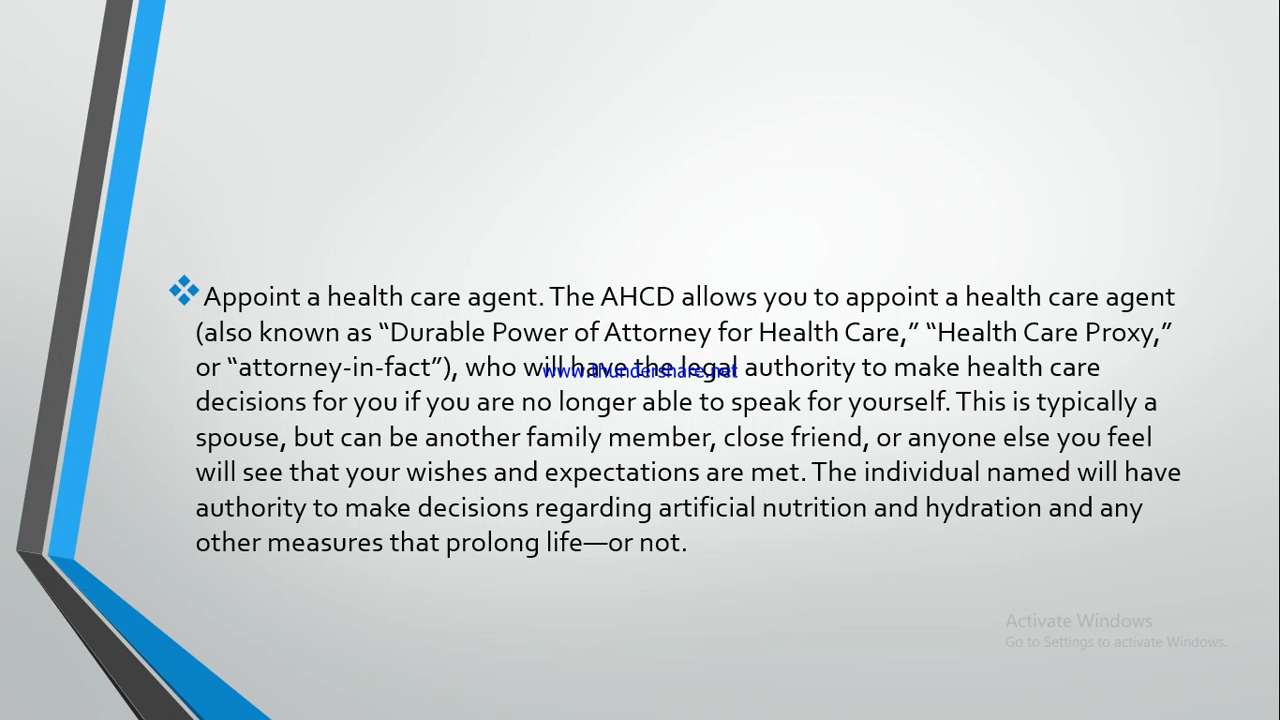 Appoint a health care agent. The AHCD allows you to appoint a health care agent
(also known as “Durable Power of Attorney for Health Care,” “Health Care Proxy,”
or “attorney-in-fact”), who will have the legal authority to make health care
www.thundershare.net
decisions for you if you are no longer able to speak for yourself. This is typically a
spouse, but can be another family member, close friend, or anyone else you feel
will see that your wishes and expectations are met. The individual named will have
authority to make decisions regarding artificial nutrition and hydration and any
other measures that prolong life—or not.
Activate Windows
Go to Settings to activate Windows.